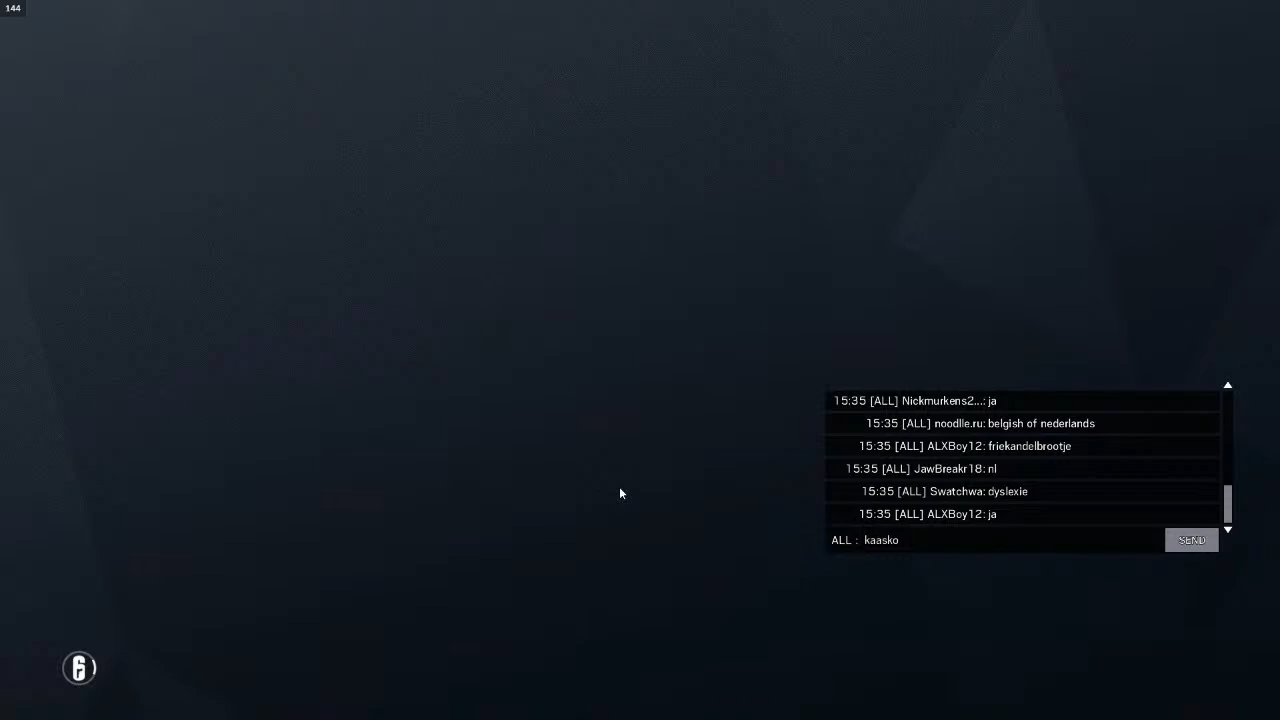 144
15:35 [ALL] Nickmurkens2...: ja
15:35 [ALL] noodlle.ru: belgish of nederlands
15:35 [ALL] ALXBoy12: friekandelbrootje
15:35 [ALL] JawBreakr18: nl
15:35 [ALL] Swatchwa: dyslexie
15:35 [ALL] ALXBoy12: ja
ALL : kaasko
SEND
6